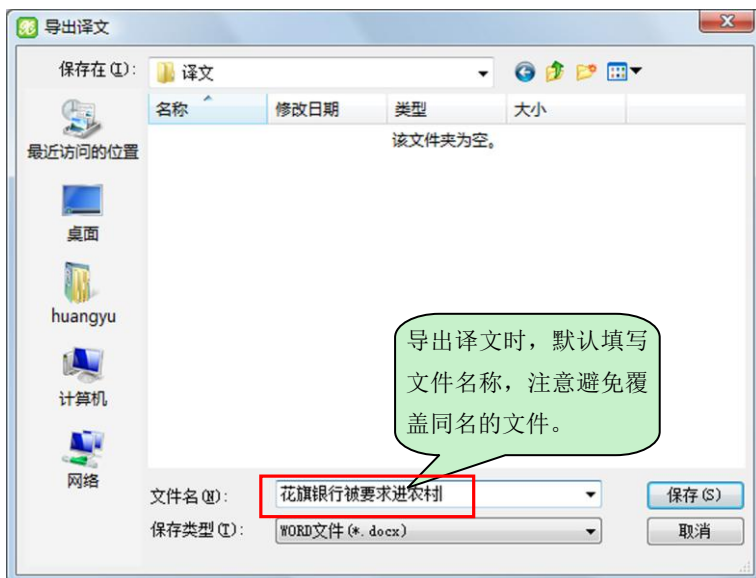 导出译文
保存在(I):
译文
名称
修改日期
类型
大小
该文件夹为空。
最近访问的位置
桌面
huangyu
计算机
网络
导出译文时，默认填写
文件名称，注意避免覆
盖同名的文件。
文件名(N):
花旗银行被要求进农村
保存(S)
保存类型(T):
WORD文件(*.docx)
取消